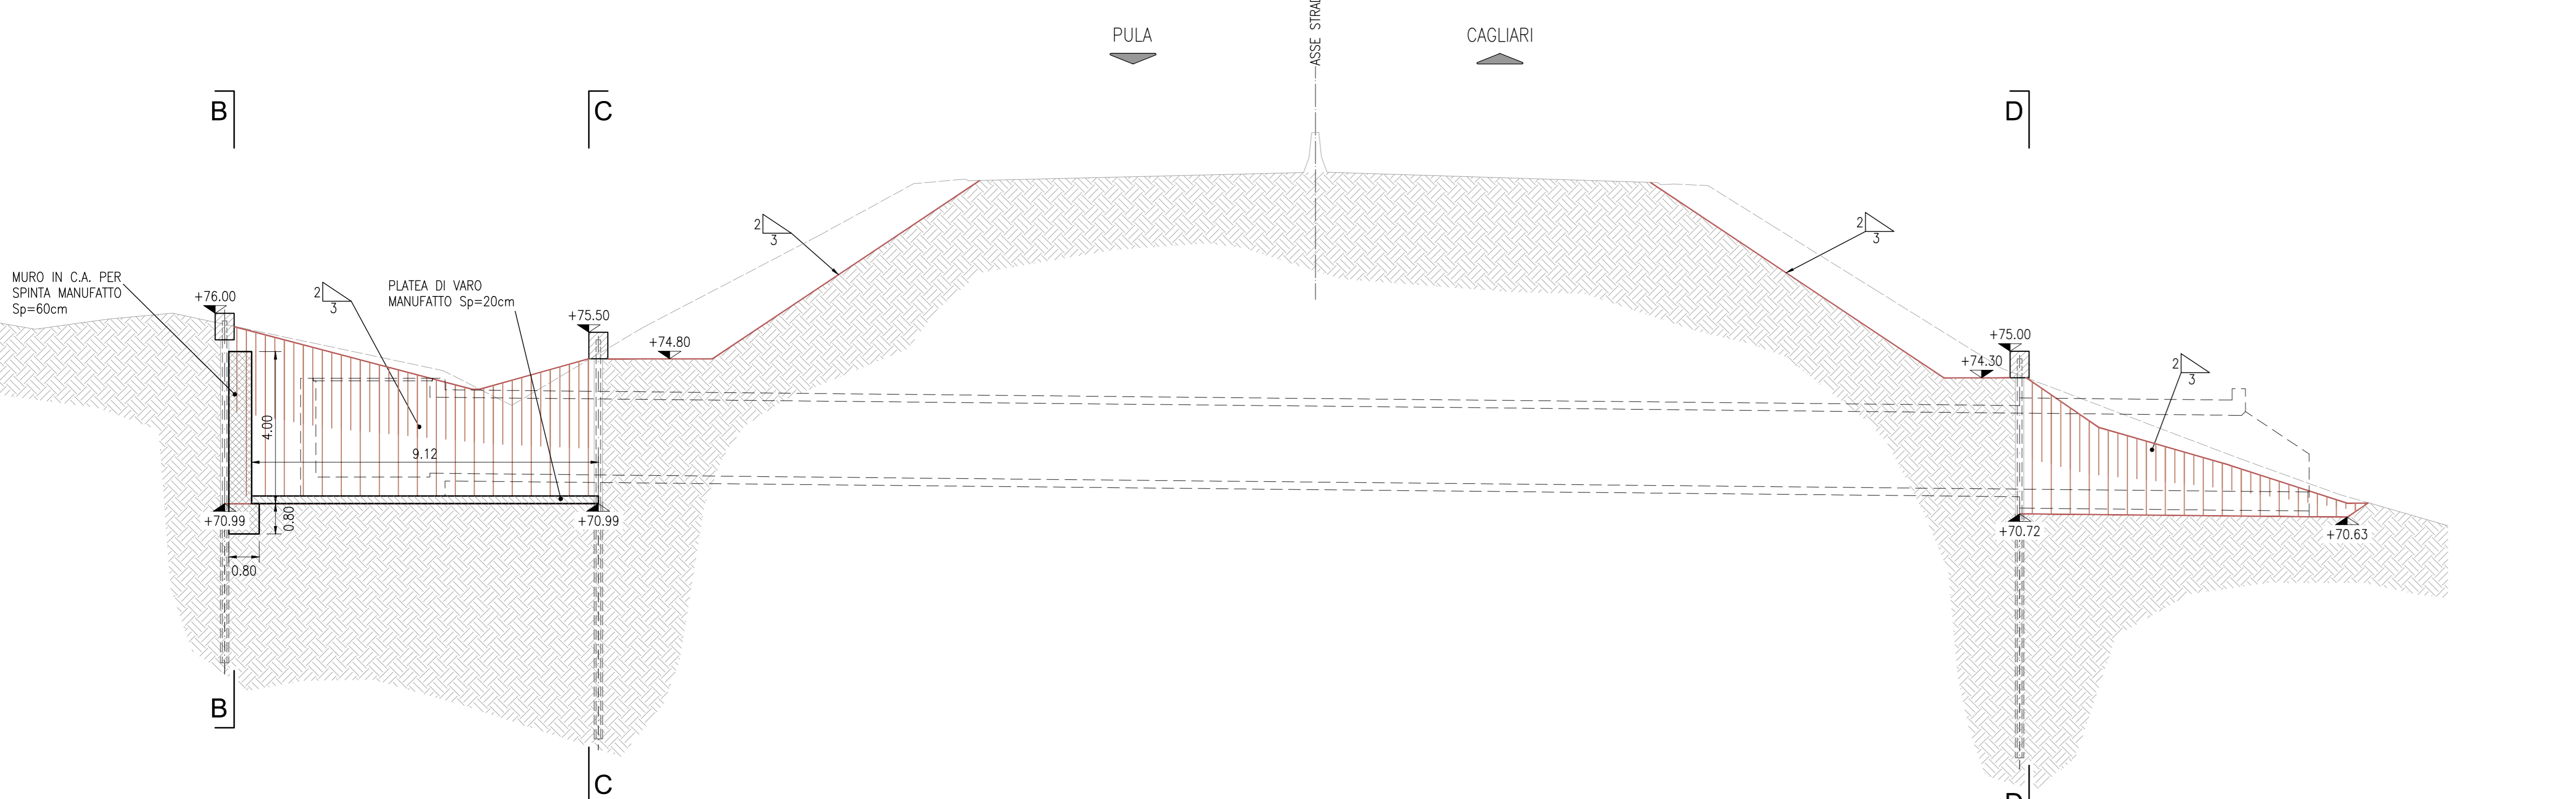 PULA
CAGLIARI
ASSE
B
C
D
2
3
2
3
MURO IN C.A. PER
SPINTA MANUFATTO
Sp=60cm
+76.00
2
3
PLATEA DI VARO
MANUFATTO Sp=20cm
+75.50
+74.80
+75.00
+74.30
2
3
4.00
9.12
+70.99
0.80
+70.99
0.80
+70.72
+70.63
B
C